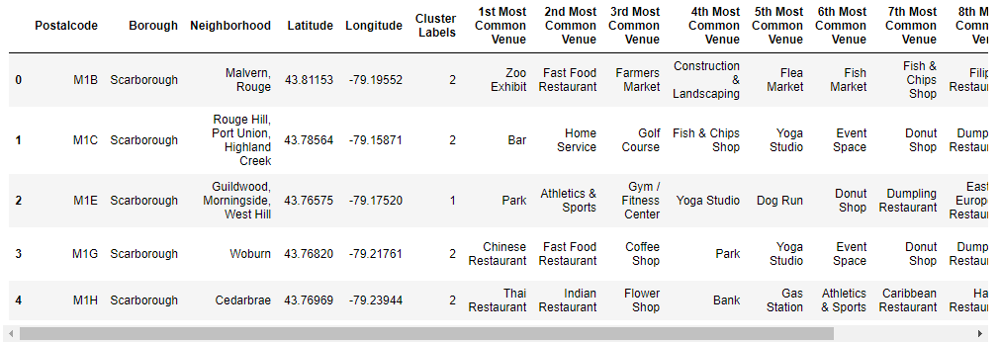 Postalcode Borough Neighborhood Latitude Longitude Cluster Labels 1st Most Common Venue 2nd Most Common Venue 3rd Most Common Venue 4th Most Common Venue 5th Most Common Venue 6th Most Common Venue 7th Most Common Venue 8th
0 M1B Scarborough Malvern, Rouge 43.81153 -79.19552 2 Zoo Exhibit Fast Food Restaurant Farmers Market Construction & Landscaping Flea Market Fish Market Fish & Chips Shop
1 M1C Scarborough Rouge Hill, Port Union, Highland Creek 43.78564 -79.15871 2 Bar Home Service Golf Course Fish & Chips Shop Yoga Studio Event Space Donut Shop
2 M1E Scarborough Guildwood, Morningside, West Hill 43.76575 -79.17520 1 Park Athletics & Sports Gym / Fitness Center Yoga Studio Dog Run Donut Shop Dumpling Restaurant
3 M1G Scarborough Woburn 43.76820 -79.21761 2 Chinese Restaurant Fast Food Restaurant Coffee Shop Park Yoga Studio Event Space Donut Shop
4 M1H Scarborough Cedarbrae 43.76969 -79.23944 2 Thai Restaurant Indian Restaurant Flower Shop Bank Gas Station Athletics & Sports Caribbean Restaurant